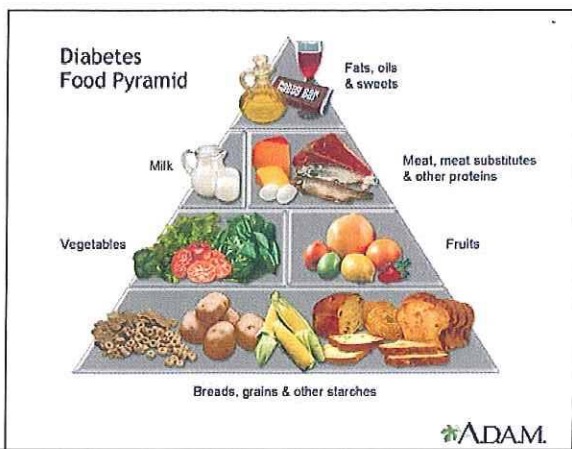 Diabetes
Food Pyramid
Fats, oils
& sweets
Milk
Meat, meat substitutes
& other proteins
Vegetables
Fruits
Breads, grains & other starches
A.D.A.M.